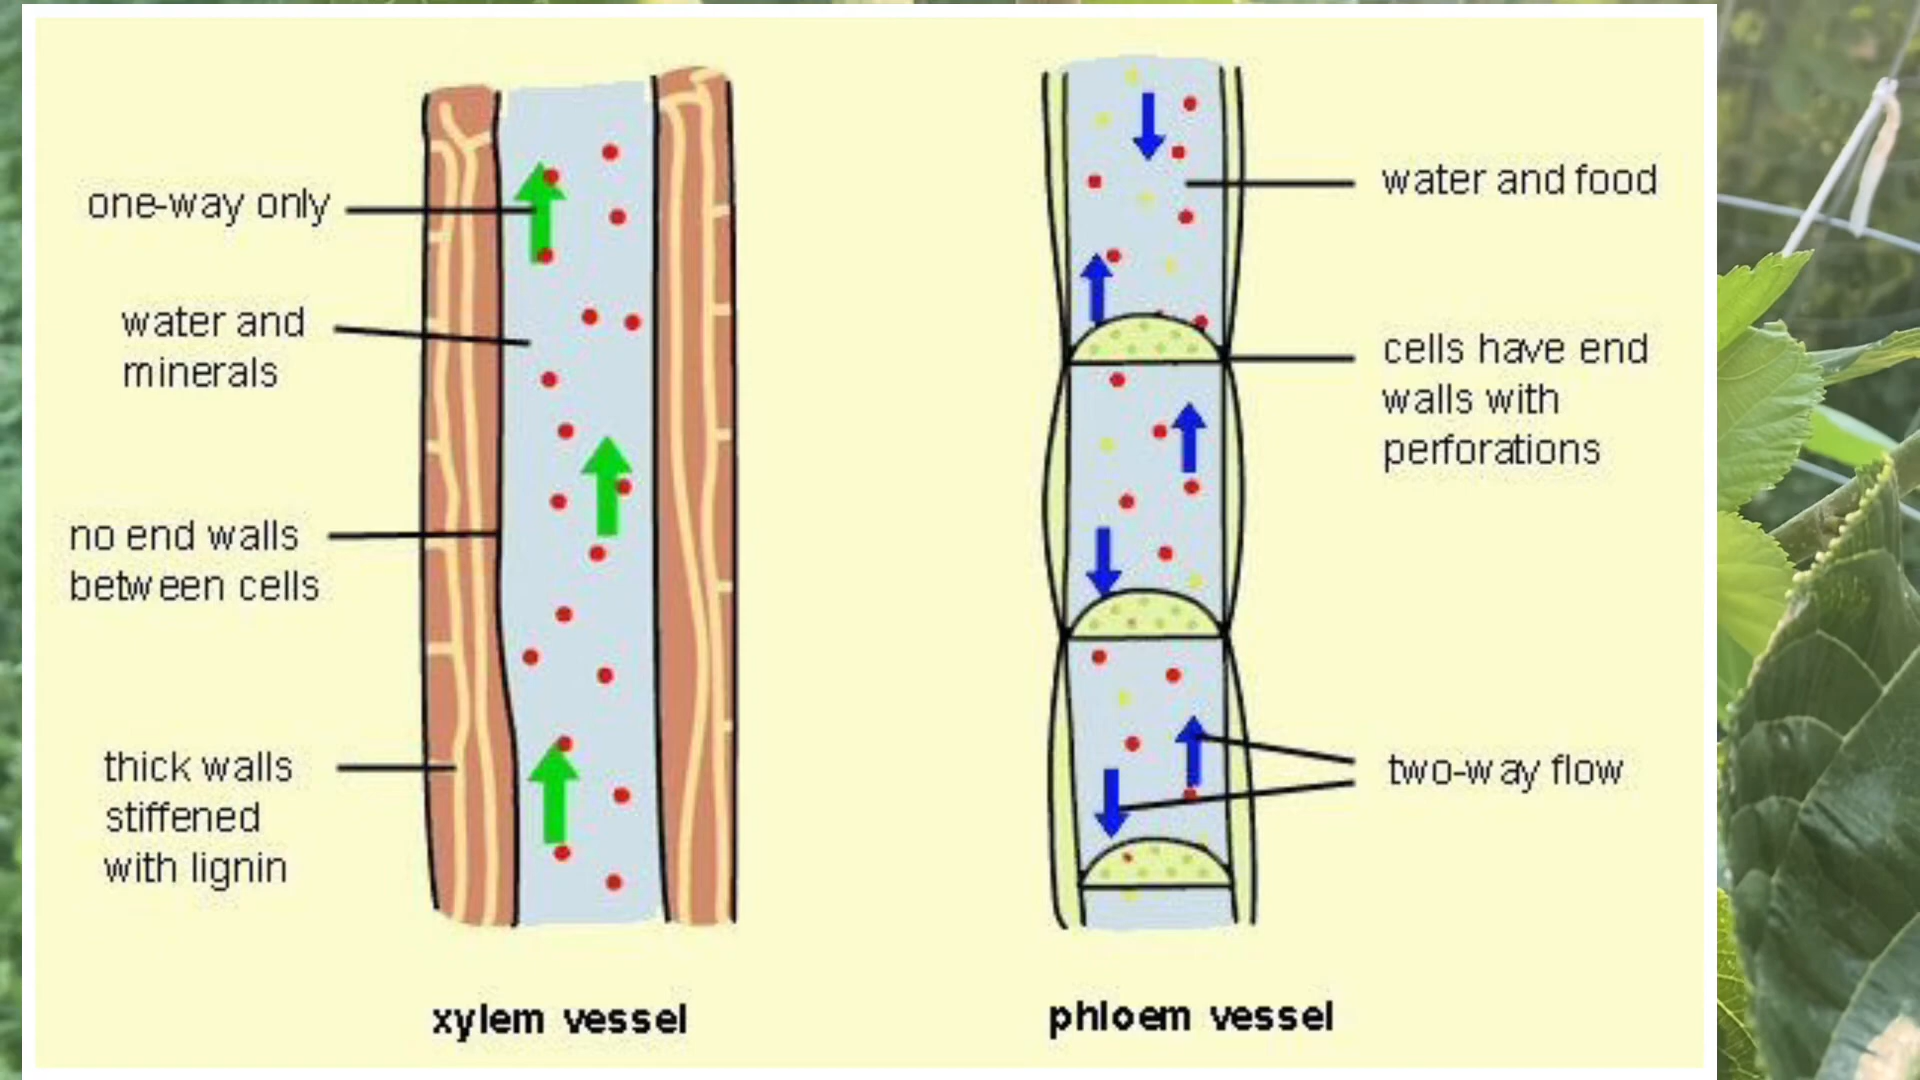 one-way only
water and
minerals
no end walls
between cells
thick walls
stiffened
with lignin
xylem vessel
water and food
cells have end
walls with
perforations
two-way flow
phloem vessel